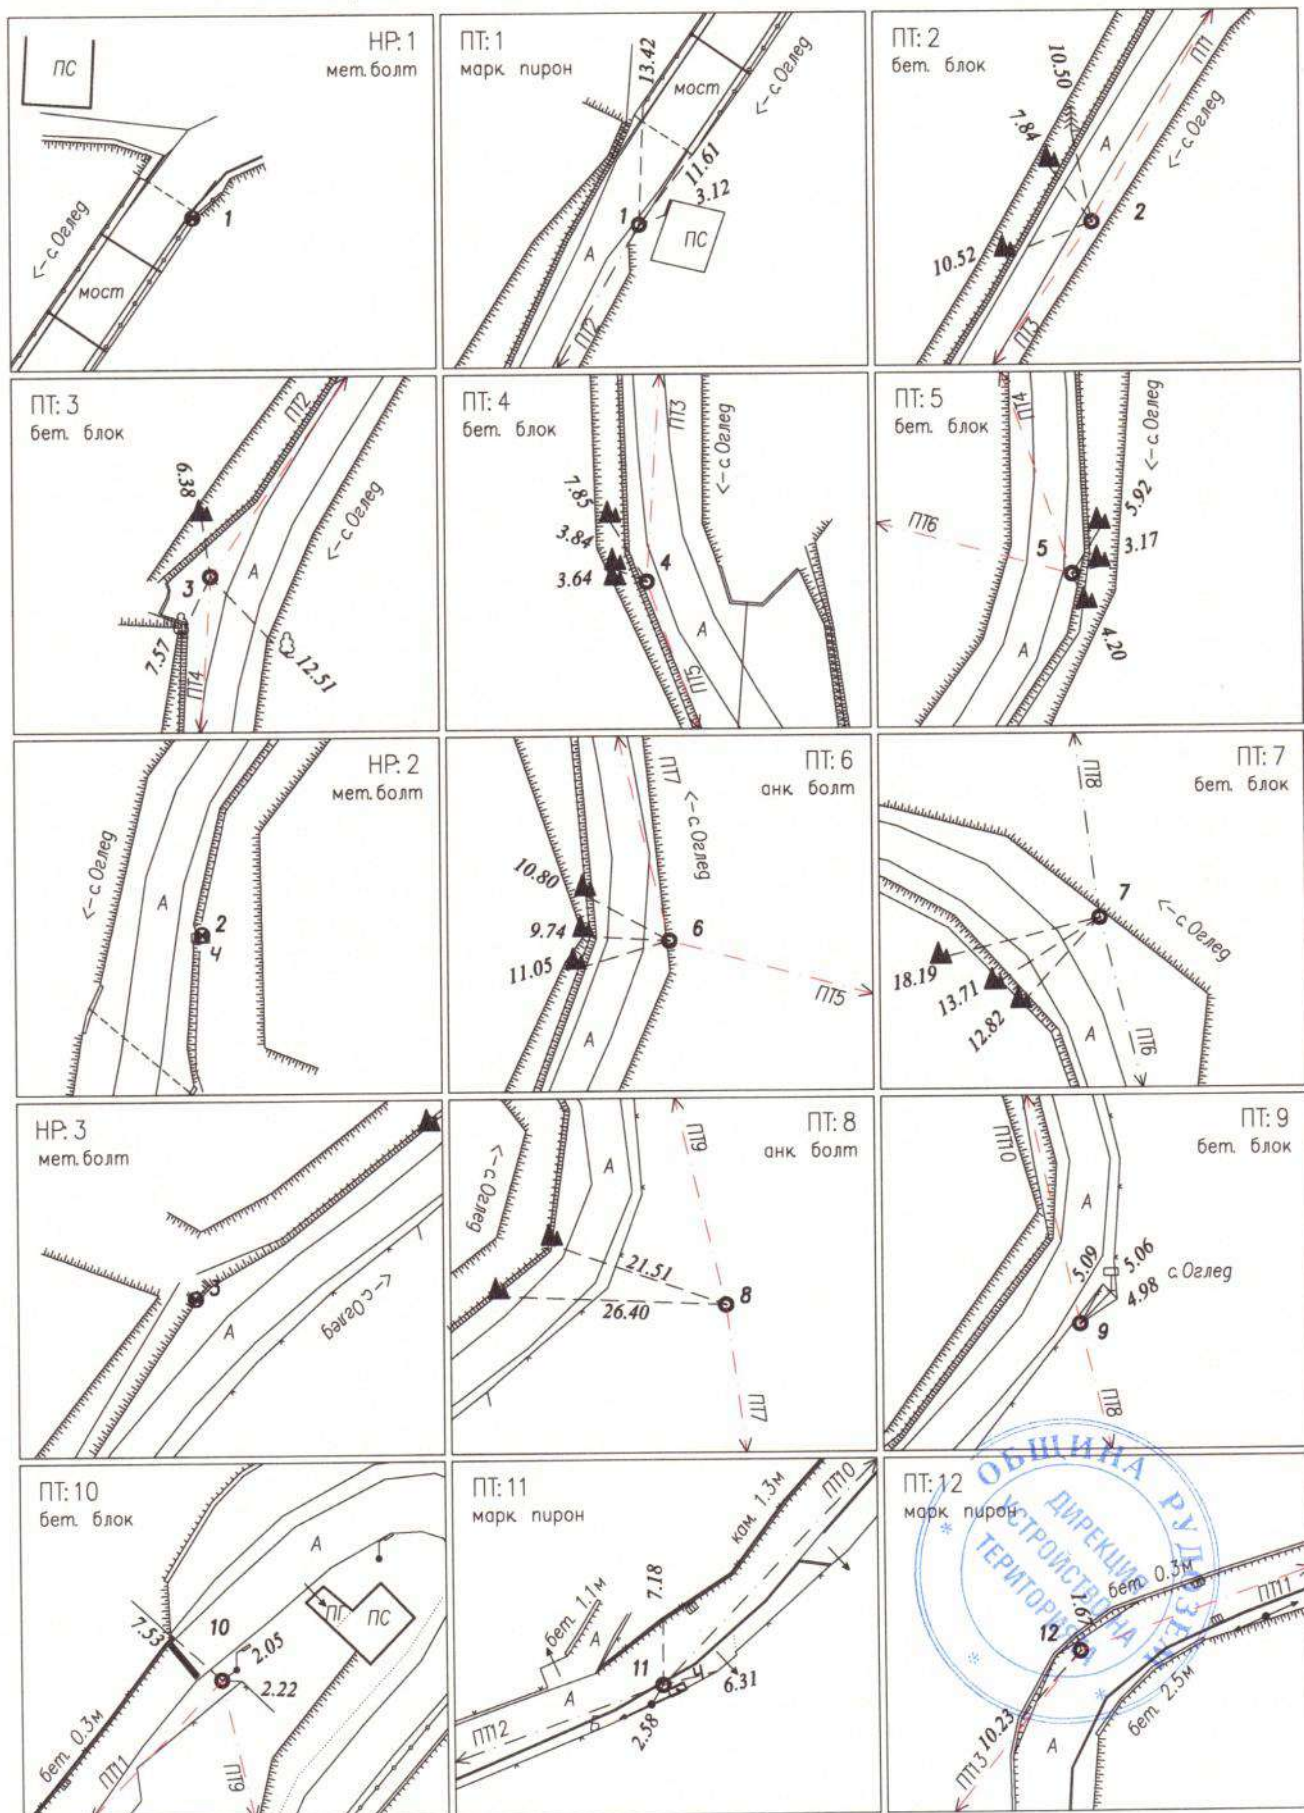 НР: 1
мет. болт
ПС
1
<-с. Оглед
мост
ПТ: 1
марк пирон
13.42
мост
<-с. Оглед
11.61
3.12
1
ПС
А
ПТ2
ПТ: 2
бет. блок
10.50
ПТ1
7.84
А
<-с. Оглед
2
10.52
ПТ3
ПТ: 3
бет. блок
ПТ2
6.38
<-с. Оглед
А
3
7.57
12.51
ПТ4
ПТ: 4
бет. блок
ПТ3
<-с. Оглед
7.85
3.84
3.64
4
А
ПТ5
ПТ: 5
бет. блок
ПТ4
<-с. Оглед
5.92
ПТ6
3.17
5
А
4.20
НР: 2
мет. болт
<-с. Оглед
А
2
Ч
ПТ: 6
анк болт
ПТ7
<-с. Оглед
10.80
А
9.74
6
11.05
ПТ5
А
ПТ: 7
бет. блок
ПТ8
7
<-с. Оглед
18.19
13.71
12.82
А
ПТ6
НР: 3
мет. болт
3
<-с. Оглед
А
ПТ: 8
анк болт
ПТ9
<-с. Оглед
А
21.51
26.40
8
ПТ7
ПТ: 9
бет. блок
ПТ10
А
5.09
5.06
с. Оглед
4.98
9
ПТ8
ПТ: 10
бет. блок
А
ПГ
ПС
10
7.53
2.05
2.22
бет. 0.3м
ПТ11
ПТ9
ПТ: 11
марк пирон
кам. 1.3м
ПТ10
7.18
бет. 1.1м
А
11
Ч
6.31
А
Б
ПТ12
2.58
ПТ: 12
марк пирон
бет. 0.3м
ПТ11
1.67
12
10.23
бет. 2.5м
А
ПТ13
ОБЩИНА РУДОЗЕМ
ДИРЕКЦИЯ
УСТРОЙСТВО НА
ТЕРИТОРИЯТА